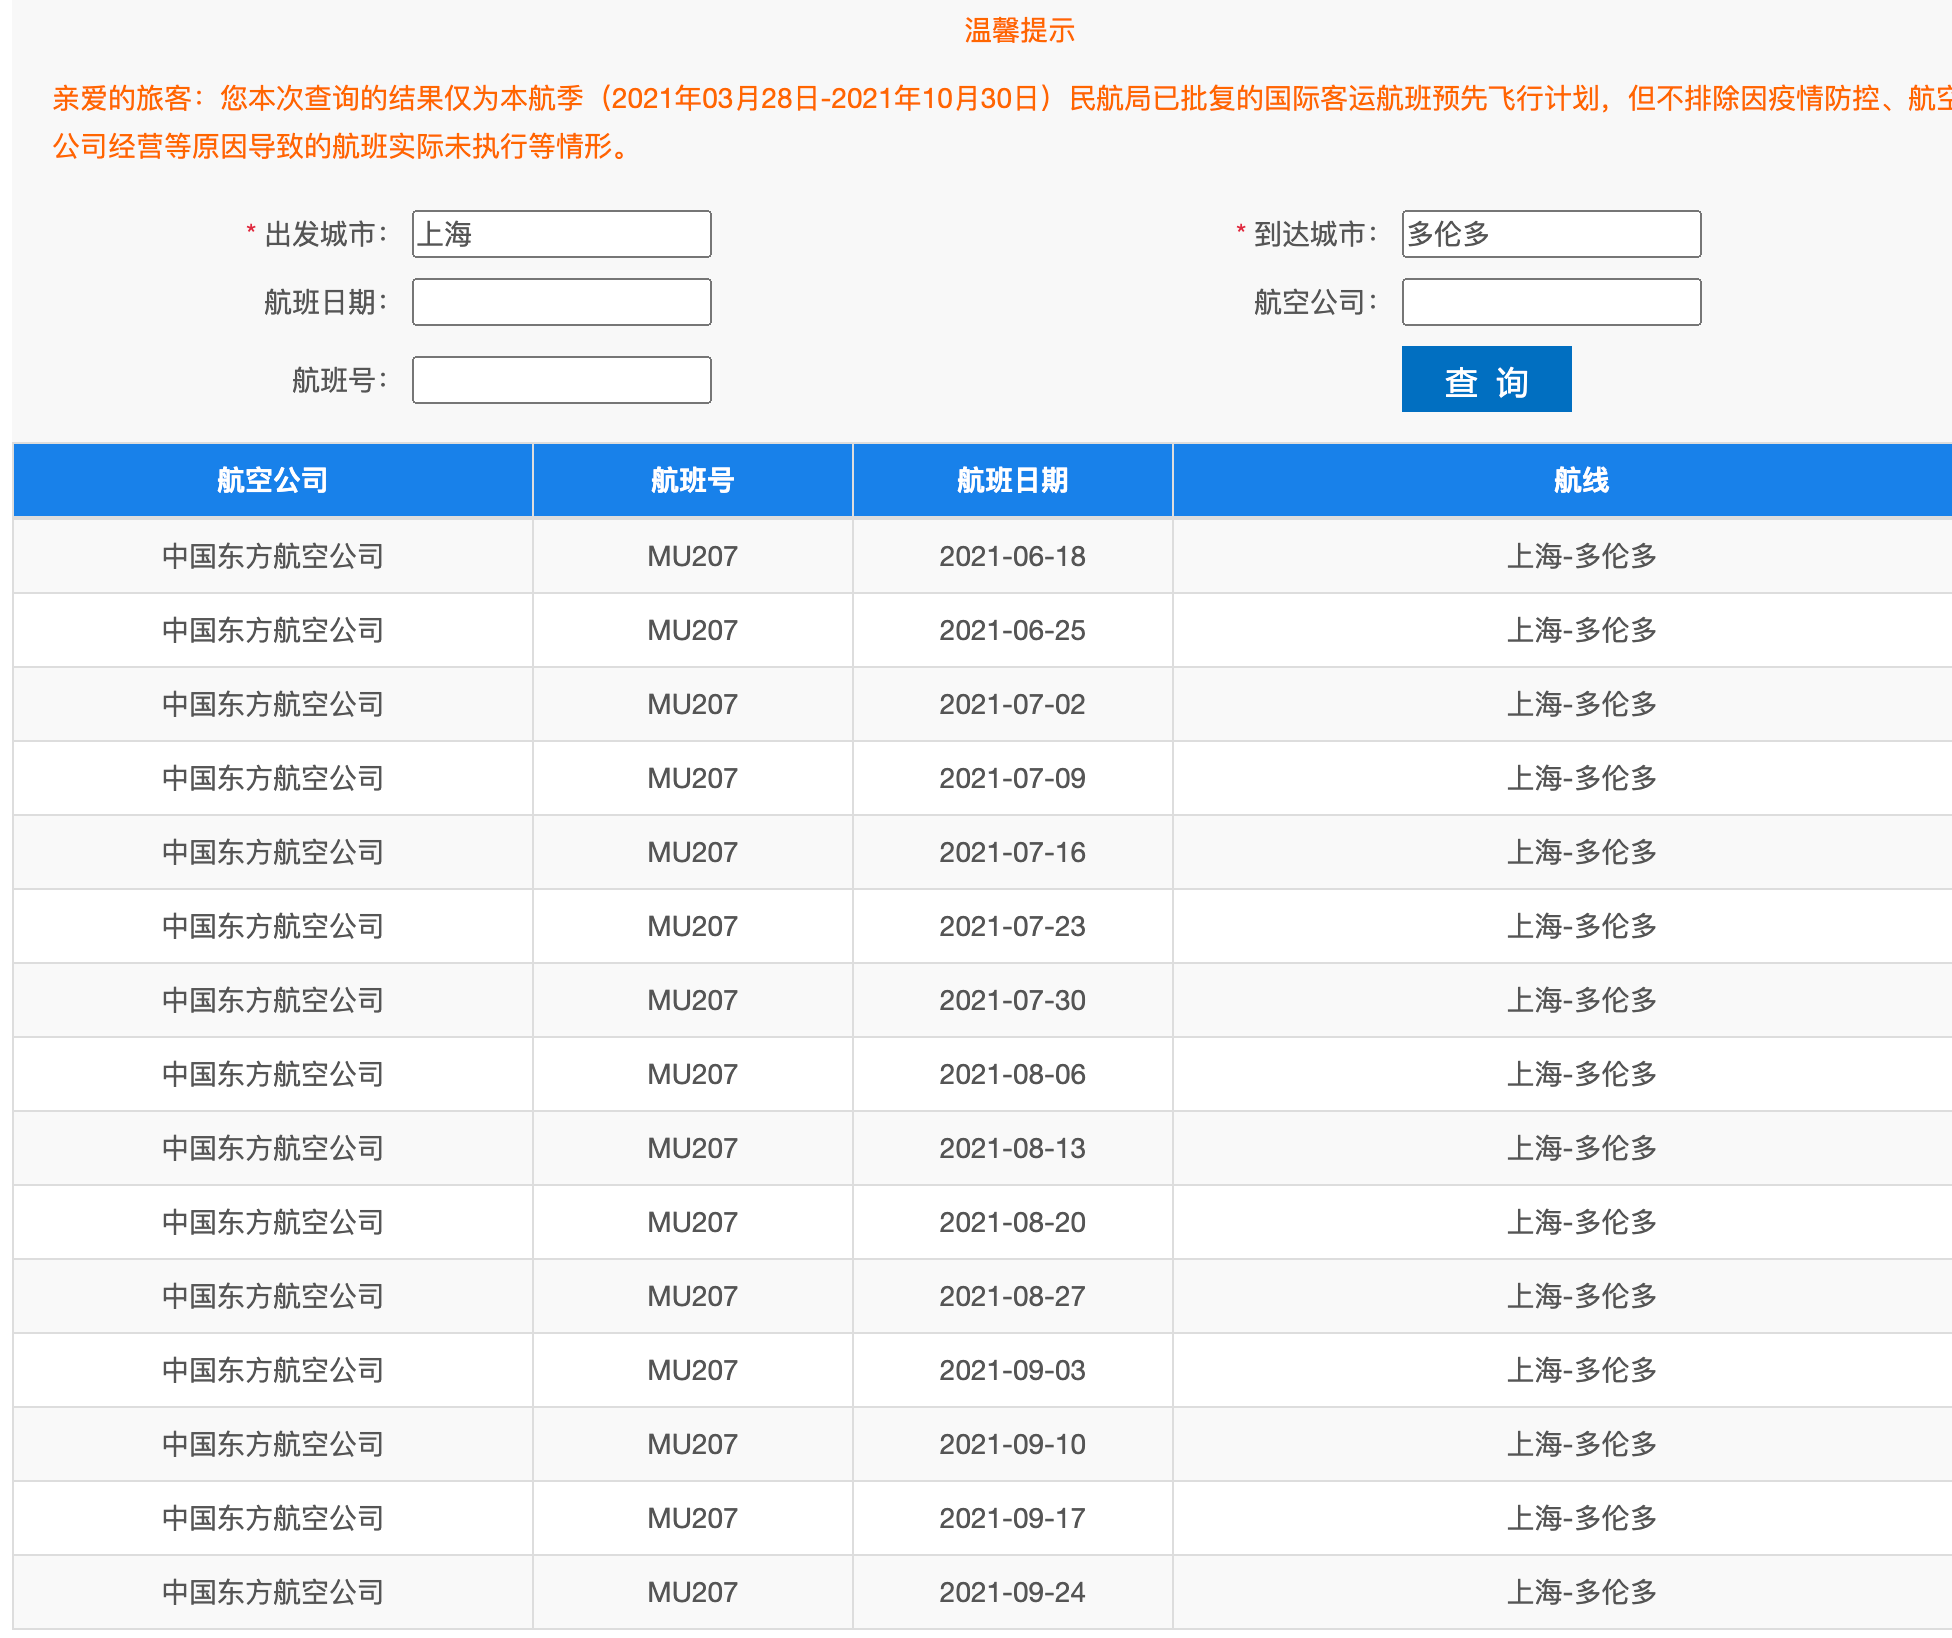 温馨提示
亲爱的旅客：您本次查询的结果仅为本航季（2021年03月28日-2021年10月30日）民航局已批复的国际客运航班预先飞行计划，但不排除因疫情防控、航空
公司经营等原因导致的航班实际未执行等情形。
* 出发城市： 上海 * 到达城市： 多伦多
航班日期： 航空公司：
航班号： 查 询
航空公司 航班号 航班日期 航线
中国东方航空公司 MU207 2021-06-18 上海-多伦多
中国东方航空公司 MU207 2021-06-25 上海-多伦多
中国东方航空公司 MU207 2021-07-02 上海-多伦多
中国东方航空公司 MU207 2021-07-09 上海-多伦多
中国东方航空公司 MU207 2021-07-16 上海-多伦多
中国东方航空公司 MU207 2021-07-23 上海-多伦多
中国东方航空公司 MU207 2021-07-30 上海-多伦多
中国东方航空公司 MU207 2021-08-06 上海-多伦多
中国东方航空公司 MU207 2021-08-13 上海-多伦多
中国东方航空公司 MU207 2021-08-20 上海-多伦多
中国东方航空公司 MU207 2021-08-27 上海-多伦多
中国东方航空公司 MU207 2021-09-03 上海-多伦多
中国东方航空公司 MU207 2021-09-10 上海-多伦多
中国东方航空公司 MU207 2021-09-17 上海-多伦多
中国东方航空公司 MU207 2021-09-24 上海-多伦多